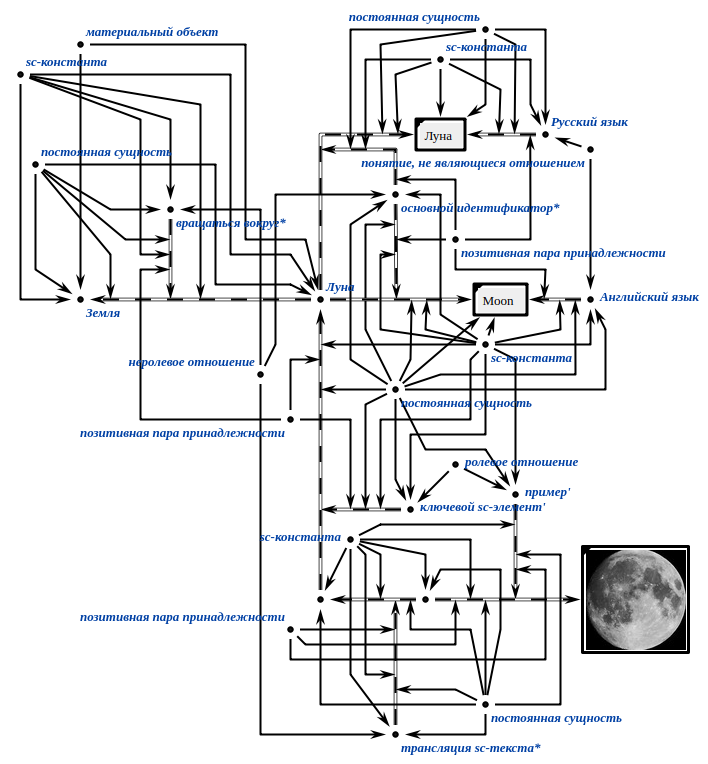 постоянная сущность
материальный объект
sc-константа
sc-константа
Русский язык
Луна
постоянная сущность
понятие, не являющиеся отношением
основной идентификатор*
вращаться вокруг*
позитивная пара принадлежности
Луна
Moon
Английский язык
Земля
sc-константа
неролевое отношение
постоянная сущность
позитивная пара принадлежности
ролевое отношение
пример'
ключевой sc-элемент'
sc-константа
позитивная пара принадлежности
постоянная сущность
трансляция sc-текста*